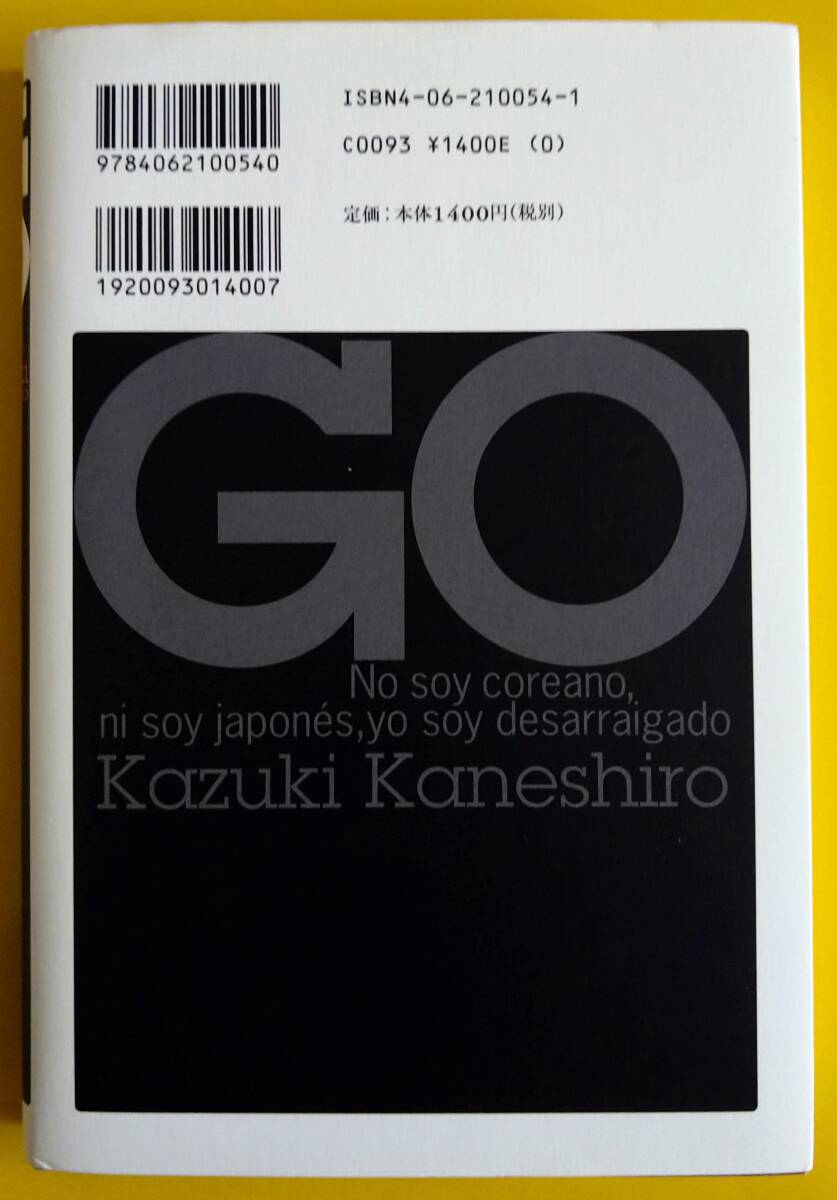 ISBN4-06-210054-1
9784062100540
C0093 ¥1400E (0)
定価：本体1400円(税別)
1920093014007
GO
No soy coreano,
ni soy japonés,yo soy desarraigado
Kazuki Kaneshiro